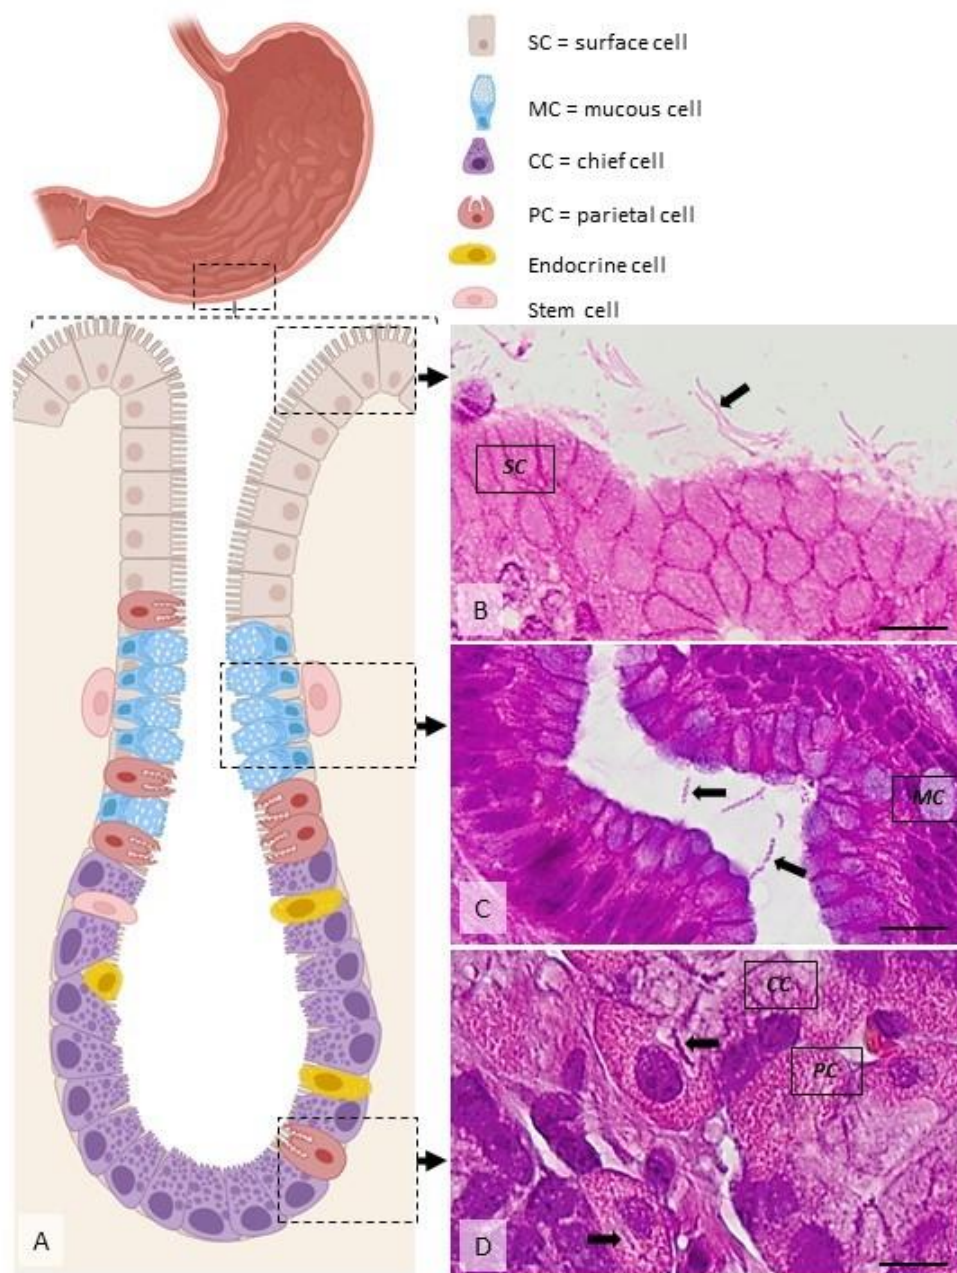 SC = surface cell
MC = mucous cell
CC = chief cell
PC = parietal cell
Endocrine cell
Stem cell
SC
B
MC
C
CC
PC
A
D